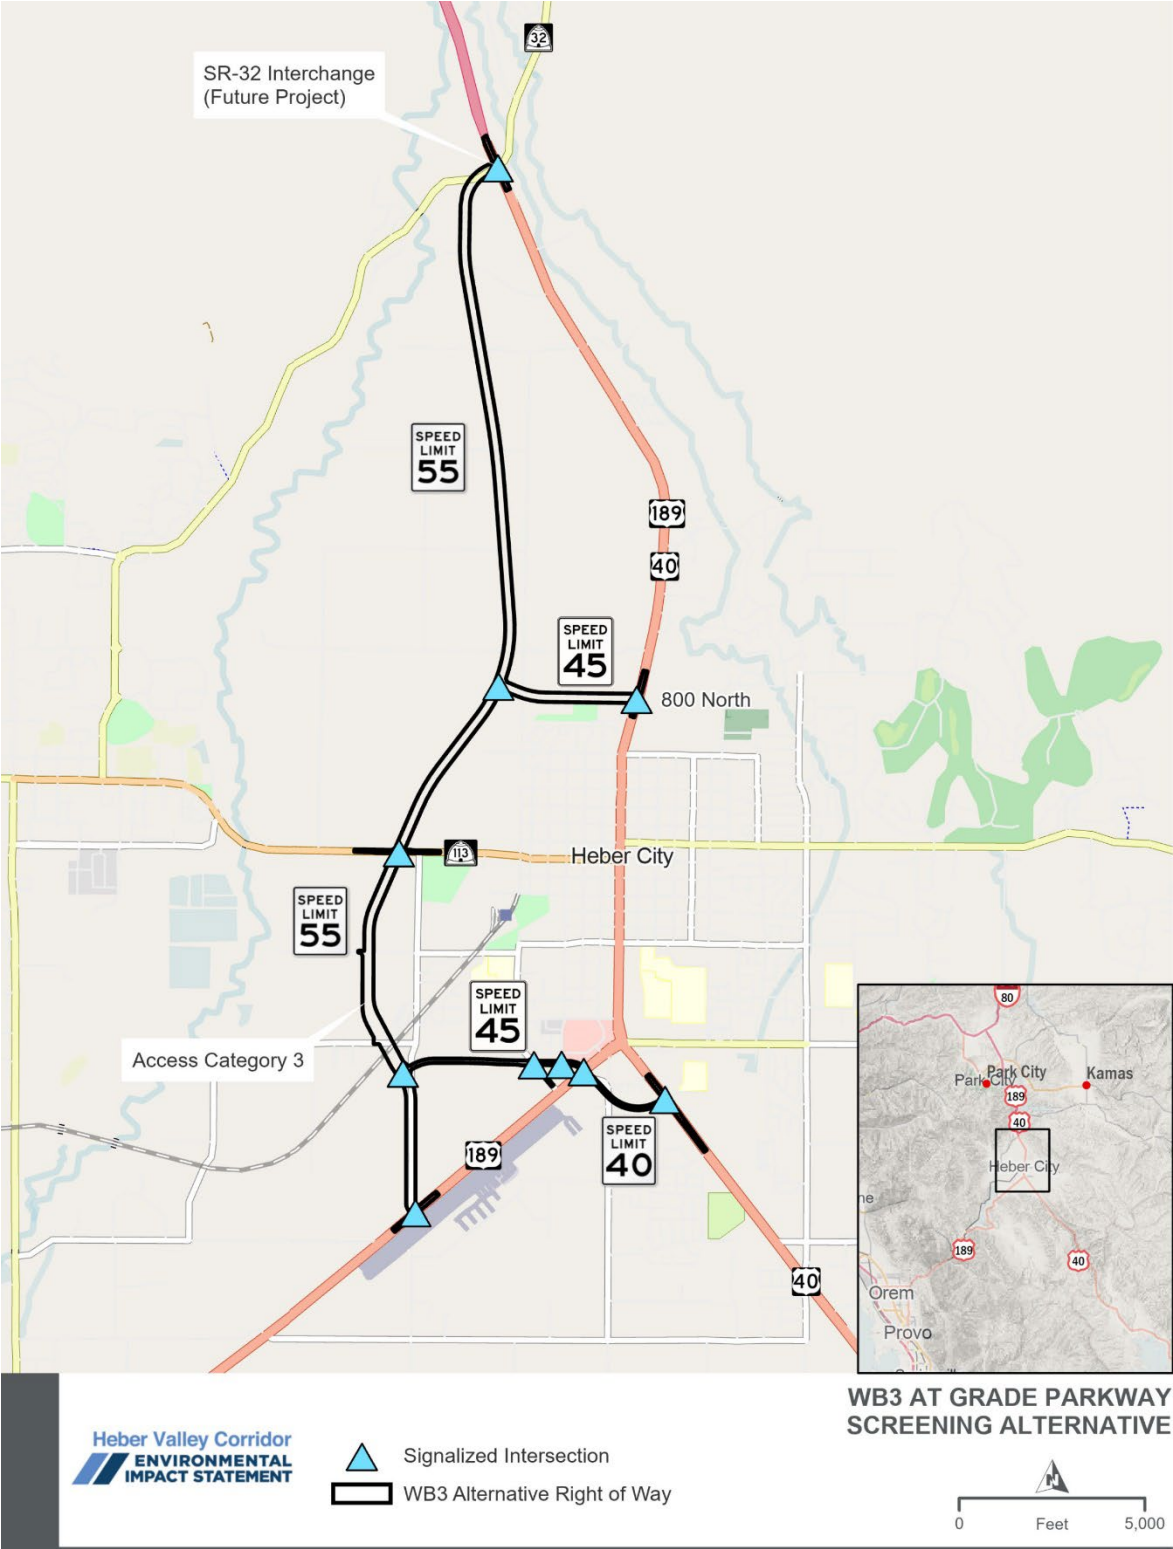 32
SR-32 Interchange
(Future Project)
SPEED
LIMIT
55
189
40
SPEED
LIMIT
45
800 North
113
Heber City
SPEED
LIMIT
55
SPEED
LIMIT
45
Access Category 3
SPEED
LIMIT
40
189
40
80
Park City
Park City
Kamas
189
40
Heber City
ne
189
40
Orem
Provo
WB3 AT GRADE PARKWAY
SCREENING ALTERNATIVE
Heber Valley Corridor
ENVIRONMENTAL
IMPACT STATEMENT
Signalized Intersection
WB3 Alternative Right of Way
N
0 Feet 5,000